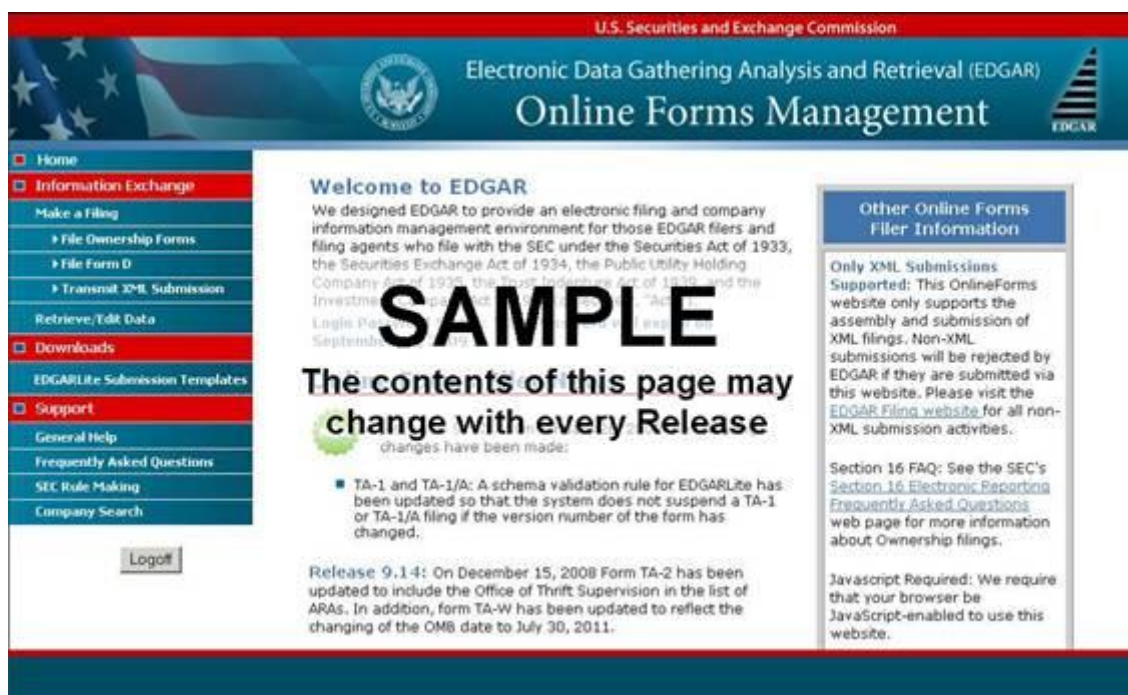 U.S. Securities and Exchange Commission
Electronic Data Gathering Analysis and Retrieval (EDGAR)
Online Forms Management
EDGAR
Home
Information Exchange
Make a Filing
File Ownership Forms
File Form D
Transmit XML Submission
Retrieve/Edit Data
Downloads
EDGARLite Submission Templates
Support
General Help
Frequently Asked Questions
SEC Rule Making
Company Search
Logoff
Welcome to EDGAR
We designed EDGAR to provide an electronic filing and company
information management environment for those EDGAR filers and
filing agents who file with the SEC under the Securities Act of 1933,
the Securities Exchange Act of 1934, the Public Utility Holding
Company Act of 1935, the Trust Indenture Act of 1939, and the
SAMPLE
The contents of this page may
change with every Release
changes have been made:
TA-1 and TA-1/A: A schema validation rule for EDGARLite has
been updated so that the system does not suspend a TA-1
or TA-1/A filing if the version number of the form has
changed.
Release 9.14: On December 15, 2008 Form TA-2 has been
updated to include the Office of Thrift Supervision in the list of
ARAs. In addition, form TA-W has been updated to reflect the
changing of the OMB date to July 30, 2011.
Other Online Forms
Filer Information
Only XML Submissions
Supported: This OnlineForms
website only supports the
assembly and submission of
XML filings. Non-XML
submissions will be rejected by
EDGAR if they are submitted via
this website. Please visit the
EDGAR Filing website for all non-
XML submission activities.
Section 16 FAQ: See the SEC's
Section 16 Electronic Reporting
Frequently Asked Questions
web page for more information
about Ownership filings.
Javascript Required: We require
that your browser be
JavaScript-enabled to use this
website.